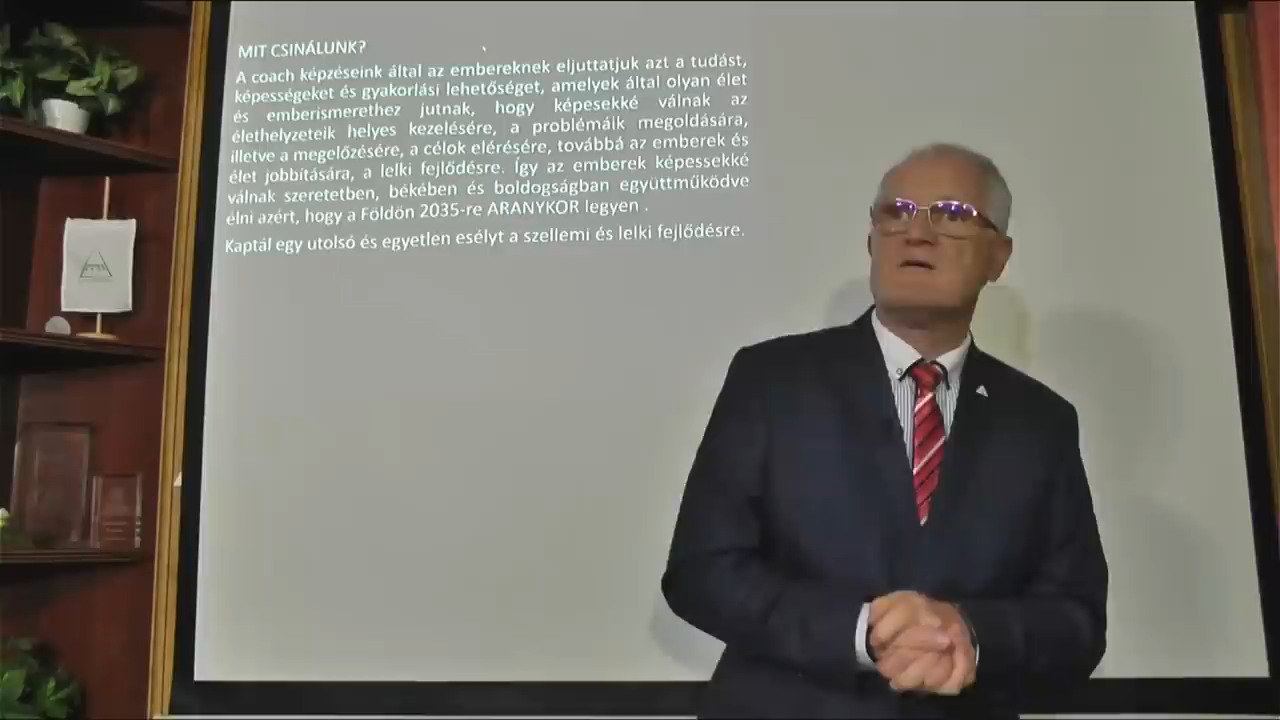 MIT CSINÁLUNK?
A coach képzéseink által az embereknek eljuttatjuk azt a tudást,
képességeket és gyakorlási lehetőséget, amelyek által olyan élet
és emberismerethez jutnak, hogy képesekké válnak az
élethelyzeteik helyes kezelésére, a problémáik megoldására,
illetve a megelőzésére, a célok elérésére, továbbá az emberek és
élet jobbítására, a lelki fejlődésre. Így az emberek képessekké
válnak szeretetben, békében és boldogságban együttműködve
élni azért, hogy a Földön 2035-re ARANYKOR legyen .
Kaptál egy utolsó és egyetlen esélyt a szellemi és lelki fejlődésre.